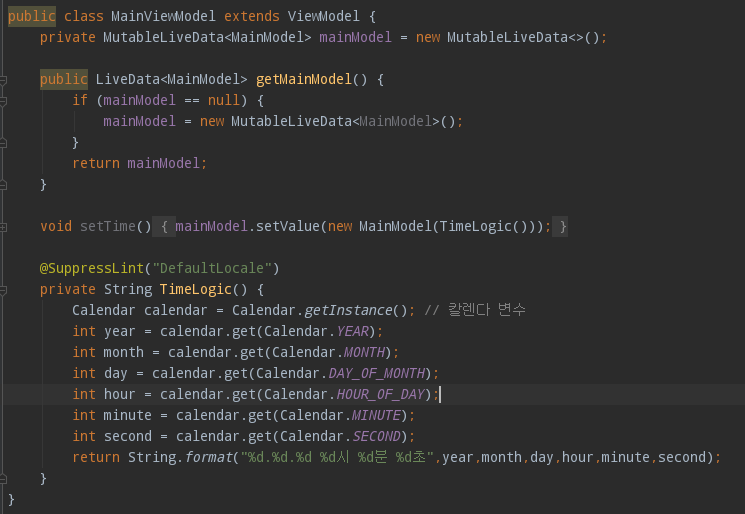 public class MainViewModel extends ViewModel {
    private MutableLiveData<MainModel> mainModel = new MutableLiveData<>();

    public LiveData<MainModel> getMainModel() {
        if (mainModel == null) {
            mainModel = new MutableLiveData<MainModel>();
        }
        return mainModel;
    }

    void setTime() { mainModel.setValue(new MainModel(TimeLogic())); }

    @SuppressLint("DefaultLocale")
    private String TimeLogic() {
        Calendar calendar = Calendar.getInstance(); // 칼렌다 변수
        int year = calendar.get(Calendar.YEAR);
        int month = calendar.get(Calendar.MONTH);
        int day = calendar.get(Calendar.DAY_OF_MONTH);
        int hour = calendar.get(Calendar.HOUR_OF_DAY);
        int minute = calendar.get(Calendar.MINUTE);
        int second = calendar.get(Calendar.SECOND);
        return String.format("%d.%d.%d %d시 %d분 %d초",year,month,day,hour,minute,second);
    }
}